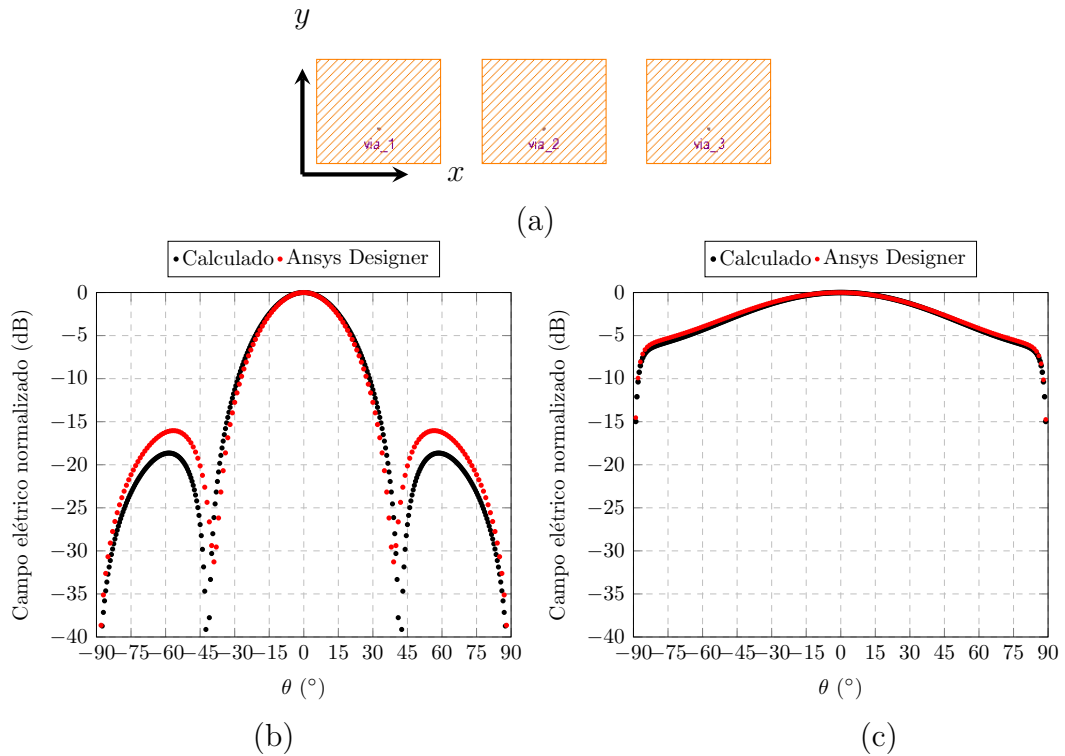 y
via_1
via_2
via_3
x
(a)
Calculado Ansys Designer
Campo elétrico normalizado (dB)
0
−5
−10
−15
−20
−25
−30
−35
−40
−90 −75 −60 −45 −30 −15 0 15 30 45 60 75 90
θ (°)
(b)
Calculado Ansys Designer
Campo elétrico normalizado (dB)
0
−5
−10
−15
−20
−25
−30
−35
−40
−90 −75 −60 −45 −30 −15 0 15 30 45 60 75 90
θ (°)
(c)